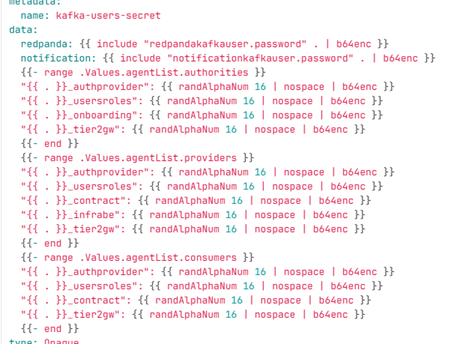 metadata:
  name: kafka-users-secret
data:
  redpanda: {{ include "redpandakafkauser.password" . | b64enc }}
  notification: {{ include "notificationkafkauser.password" . | b64enc }}
  {{- range .Values.agentList.authorities }}
  "{{ . }}_authprovider": {{ randAlphaNum 16 | nospace | b64enc }}
  "{{ . }}_usersroles": {{ randAlphaNum 16 | nospace | b64enc }}
  "{{ . }}_onboarding": {{ randAlphaNum 16 | nospace | b64enc }}
  "{{ . }}_tier2gw": {{ randAlphaNum 16 | nospace | b64enc }}
  {{- end }}
  {{- range .Values.agentList.providers }}
  "{{ . }}_authprovider": {{ randAlphaNum 16 | nospace | b64enc }}
  "{{ . }}_usersroles": {{ randAlphaNum 16 | nospace | b64enc }}
  "{{ . }}_contract": {{ randAlphaNum 16 | nospace | b64enc }}
  "{{ . }}_infrabe": {{ randAlphaNum 16 | nospace | b64enc }}
  "{{ . }}_tier2gw": {{ randAlphaNum 16 | nospace | b64enc }}
  {{- end }}
  {{- range .Values.agentList.consumers }}
  "{{ . }}_authprovider": {{ randAlphaNum 16 | nospace | b64enc }}
  "{{ . }}_usersroles": {{ randAlphaNum 16 | nospace | b64enc }}
  "{{ . }}_contract": {{ randAlphaNum 16 | nospace | b64enc }}
  "{{ . }}_tier2gw": {{ randAlphaNum 16 | nospace | b64enc }}
  {{- end }}
type: Opaque